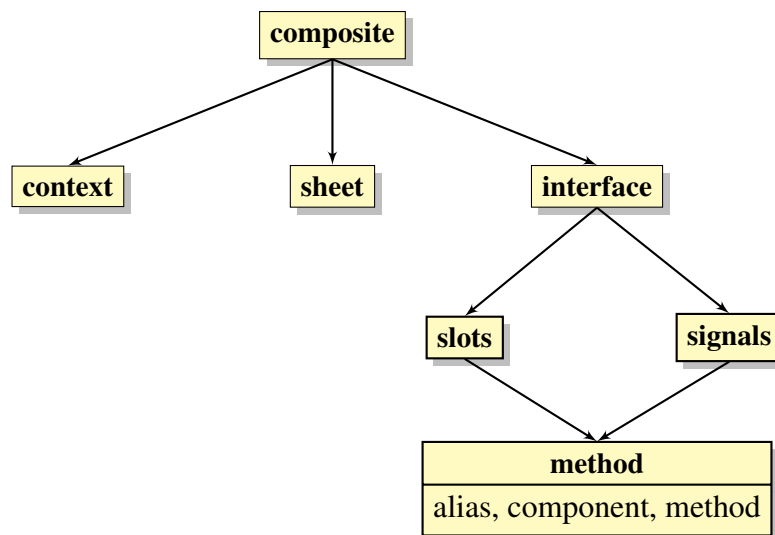 composite
context
sheet
interface
slots
signals
method
alias, component, method